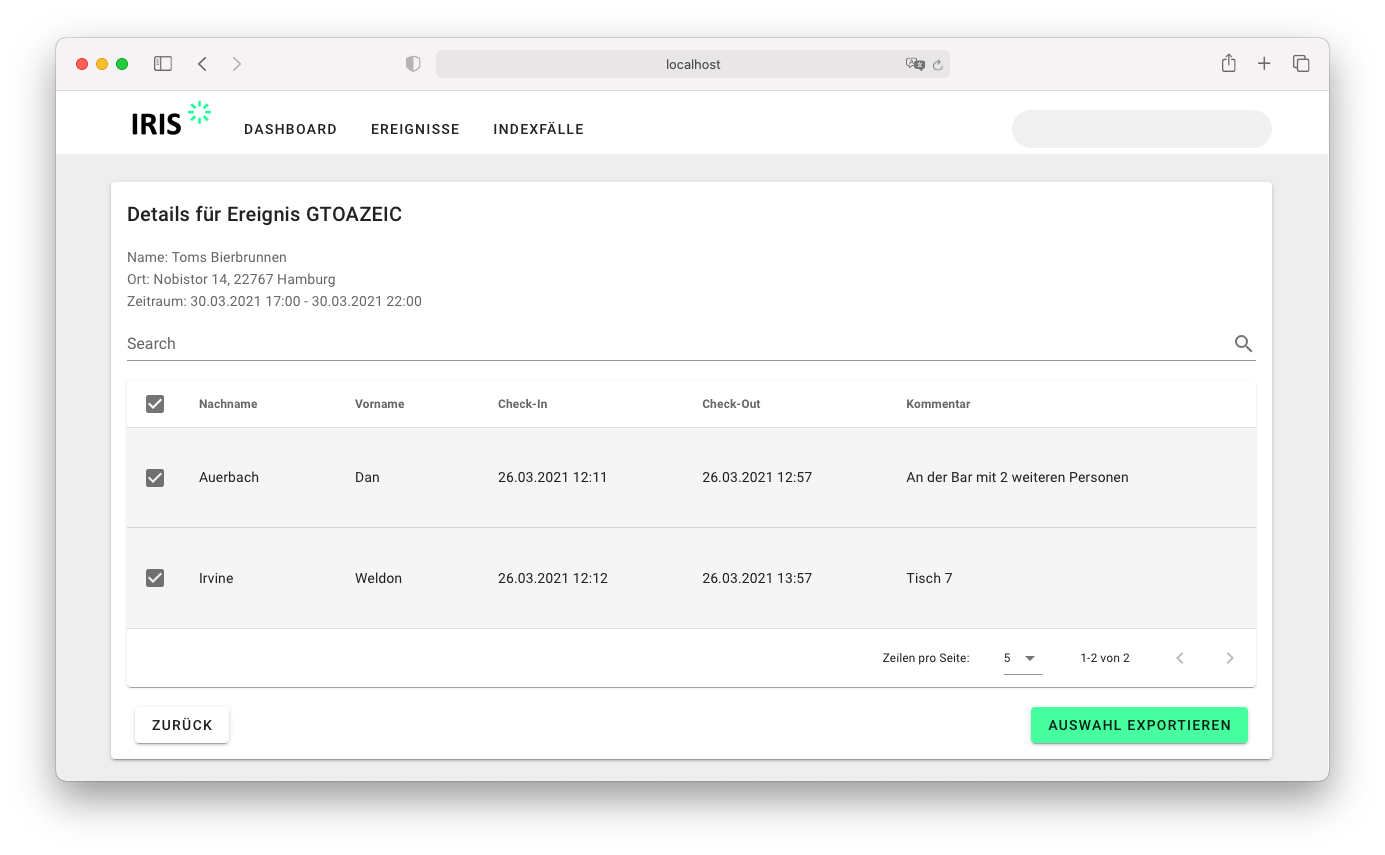 localhost
IRIS DASHBOARD EREIGNISSE INDEXFÄLLE
Details für Ereignis GTOAZEIC
Name: Toms Bierbrunnen
Ort: Nobistor 14, 22767 Hamburg
Zeitraum: 30.03.2021 17:00 - 30.03.2021 22:00
Search
Nachname Vorname Check-In Check-Out Kommentar
Auerbach Dan 26.03.2021 12:11 26.03.2021 12:57 An der Bar mit 2 weiteren Personen
Irvine Weldon 26.03.2021 12:12 26.03.2021 13:57 Tisch 7
Zeilen pro Seite: 5 1-2 von 2
ZURÜCK AUSWAHL EXPORTIEREN